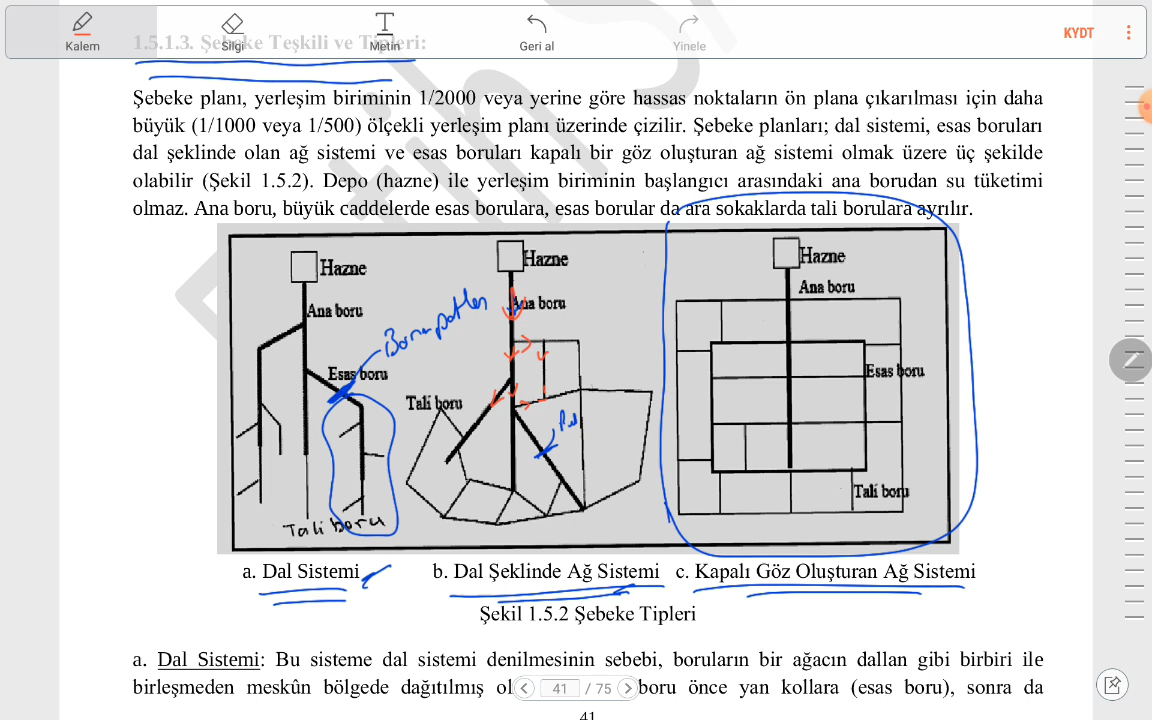 Kalem
Silgi
Metin
Geri al
Yinele
KYDT
1.5.1.3. Şebeke Teşkili ve Tipleri:
Şebeke planı, yerleşim biriminin 1/2000 veya yerine göre hassas noktaların ön plana çıkarılması için daha
büyük (1/1000 veya 1/500) ölçekli yerleşim planı üzerinde çizilir. Şebeke planları; dal sistemi, esas boruları
dal şeklinde olan ağ sistemi ve esas boruları kapalı bir göz oluşturan ağ sistemi olmak üzere üç şekilde
olabilir (Şekil 1.5.2). Depo (hazne) ile yerleşim biriminin başlangıcı arasındaki ana borudan su tüketimi
olmaz. Ana boru, büyük caddelerde esas borulara, esas borular da ara sokaklarda tali borulara ayrılır.
Hazne
Ana boru
Esas boru
Tali boru
Hazne
Ana boru
Tali boru
Hazne
Ana boru
Esas boru
Tali boru
a. Dal Sistemi
b. Dal Şeklinde Ağ Sistemi
c. Kapalı Göz Oluşturan Ağ Sistemi
Şekil 1.5.2 Şebeke Tipleri
a. Dal Sistemi: Bu sisteme dal sistemi denilmesinin sebebi, boruların bir ağacın dalları gibi birbiri ile
birleşmeden meskûn bölgede dağıtılmış ol boru önce yan kollara (esas boru), sonra da
41 / 75
41